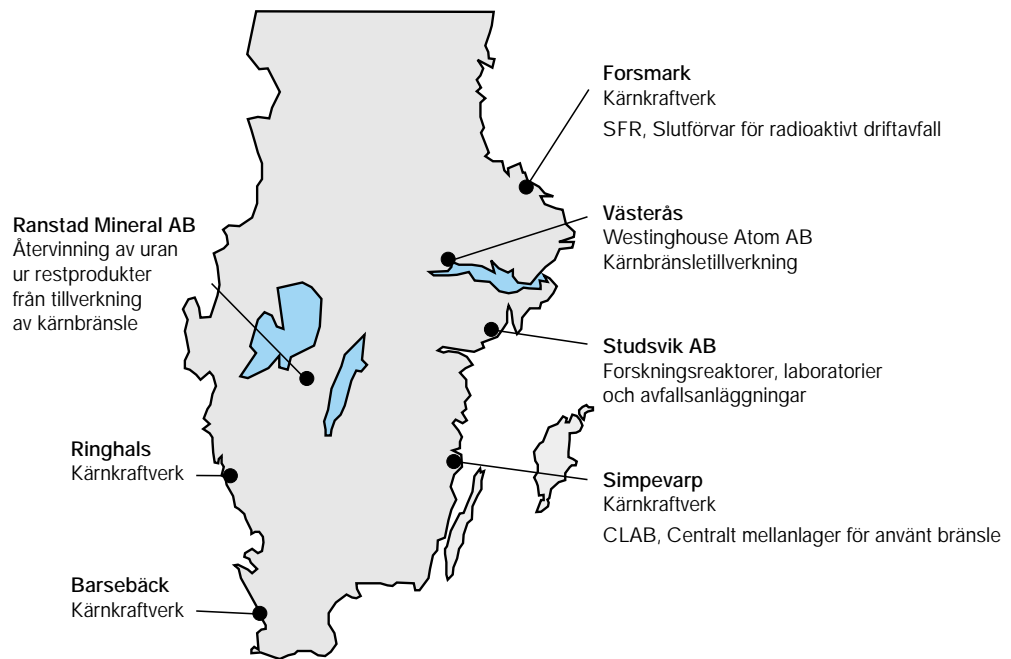 Forsmark
Kärnkraftverk
SFR, Slutförvar för radioaktivt driftavfall
Ranstad Mineral AB
Återvinning av uran
ur restprodukter
från tillverkning
av kärnbränsle
Västerås
Westinghouse Atom AB
Kärnbränsletillverkning
Studsvik AB
Forskningsreaktorer, laboratorier
och avfallsanläggningar
Ringhals
Kärnkraftverk
Simpevarp
Kärnkraftverk
CLAB, Centralt mellanlager för använt bränsle
Barsebäck
Kärnkraftverk